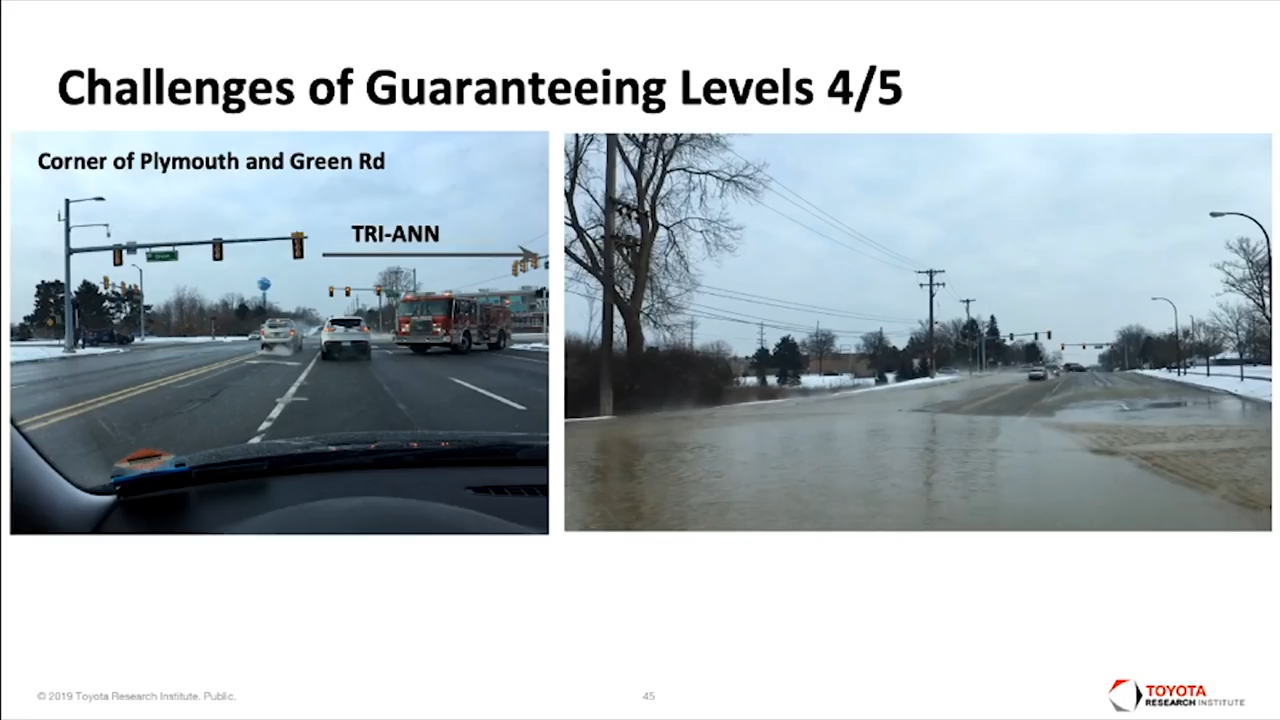 Challenges of Guaranteeing Levels 4/5
Corner of Plymouth and Green Rd
TRI-ANN
© 2019 Toyota Research Institute. Public.
45
TOYOTA
RESEARCH INSTITUTE